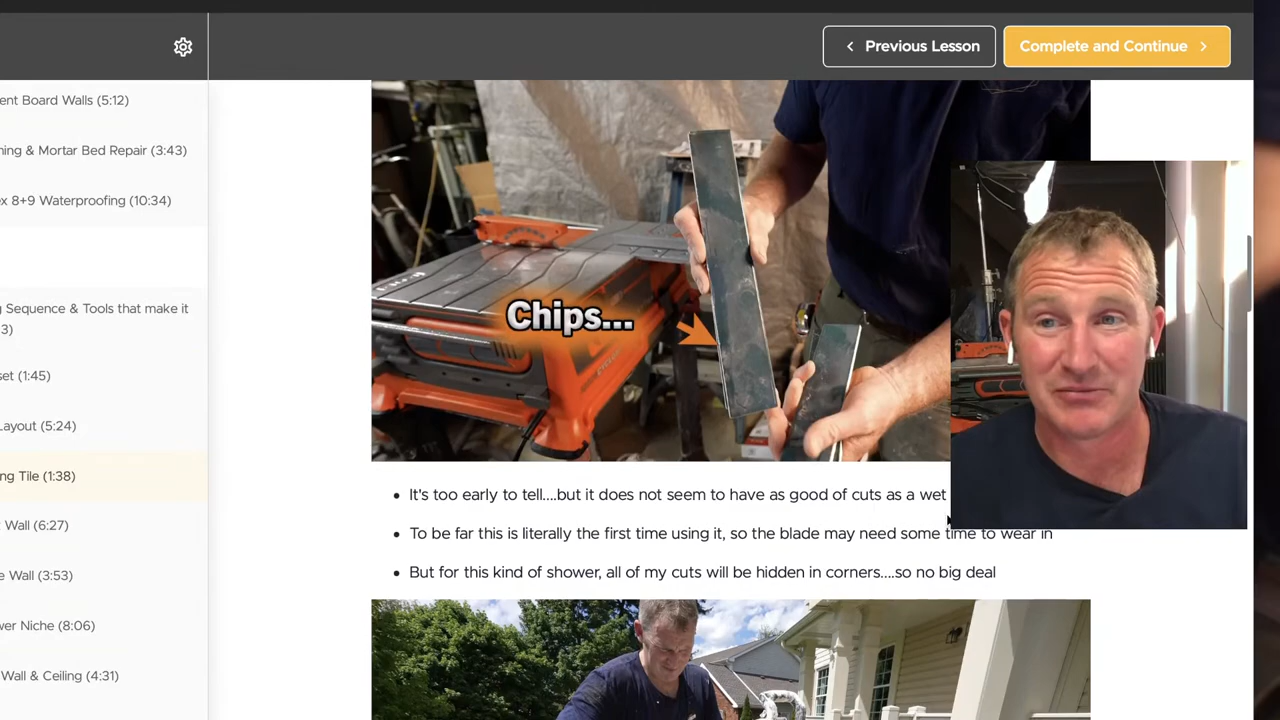 Previous Lesson
Complete and Continue
ent Board Walls (5:12)
ning & Mortar Bed Repair (3:43)
ex 8+9 Waterproofing (10:34)
g Sequence & Tools that make it
3)
set (1:45)
Layout (5:24)
ng Tile (1:38)
t Wall (6:27)
e Wall (3:53)
wer Niche (8:06)
Wall & Ceiling (4:31)
Chips...
• It's too early to tell....but it does not seem to have as good of cuts as a wet
• To be far this is literally the first time using it, so the blade may need some time to wear in
• But for this kind of shower, all of my cuts will be hidden in corners....so no big deal